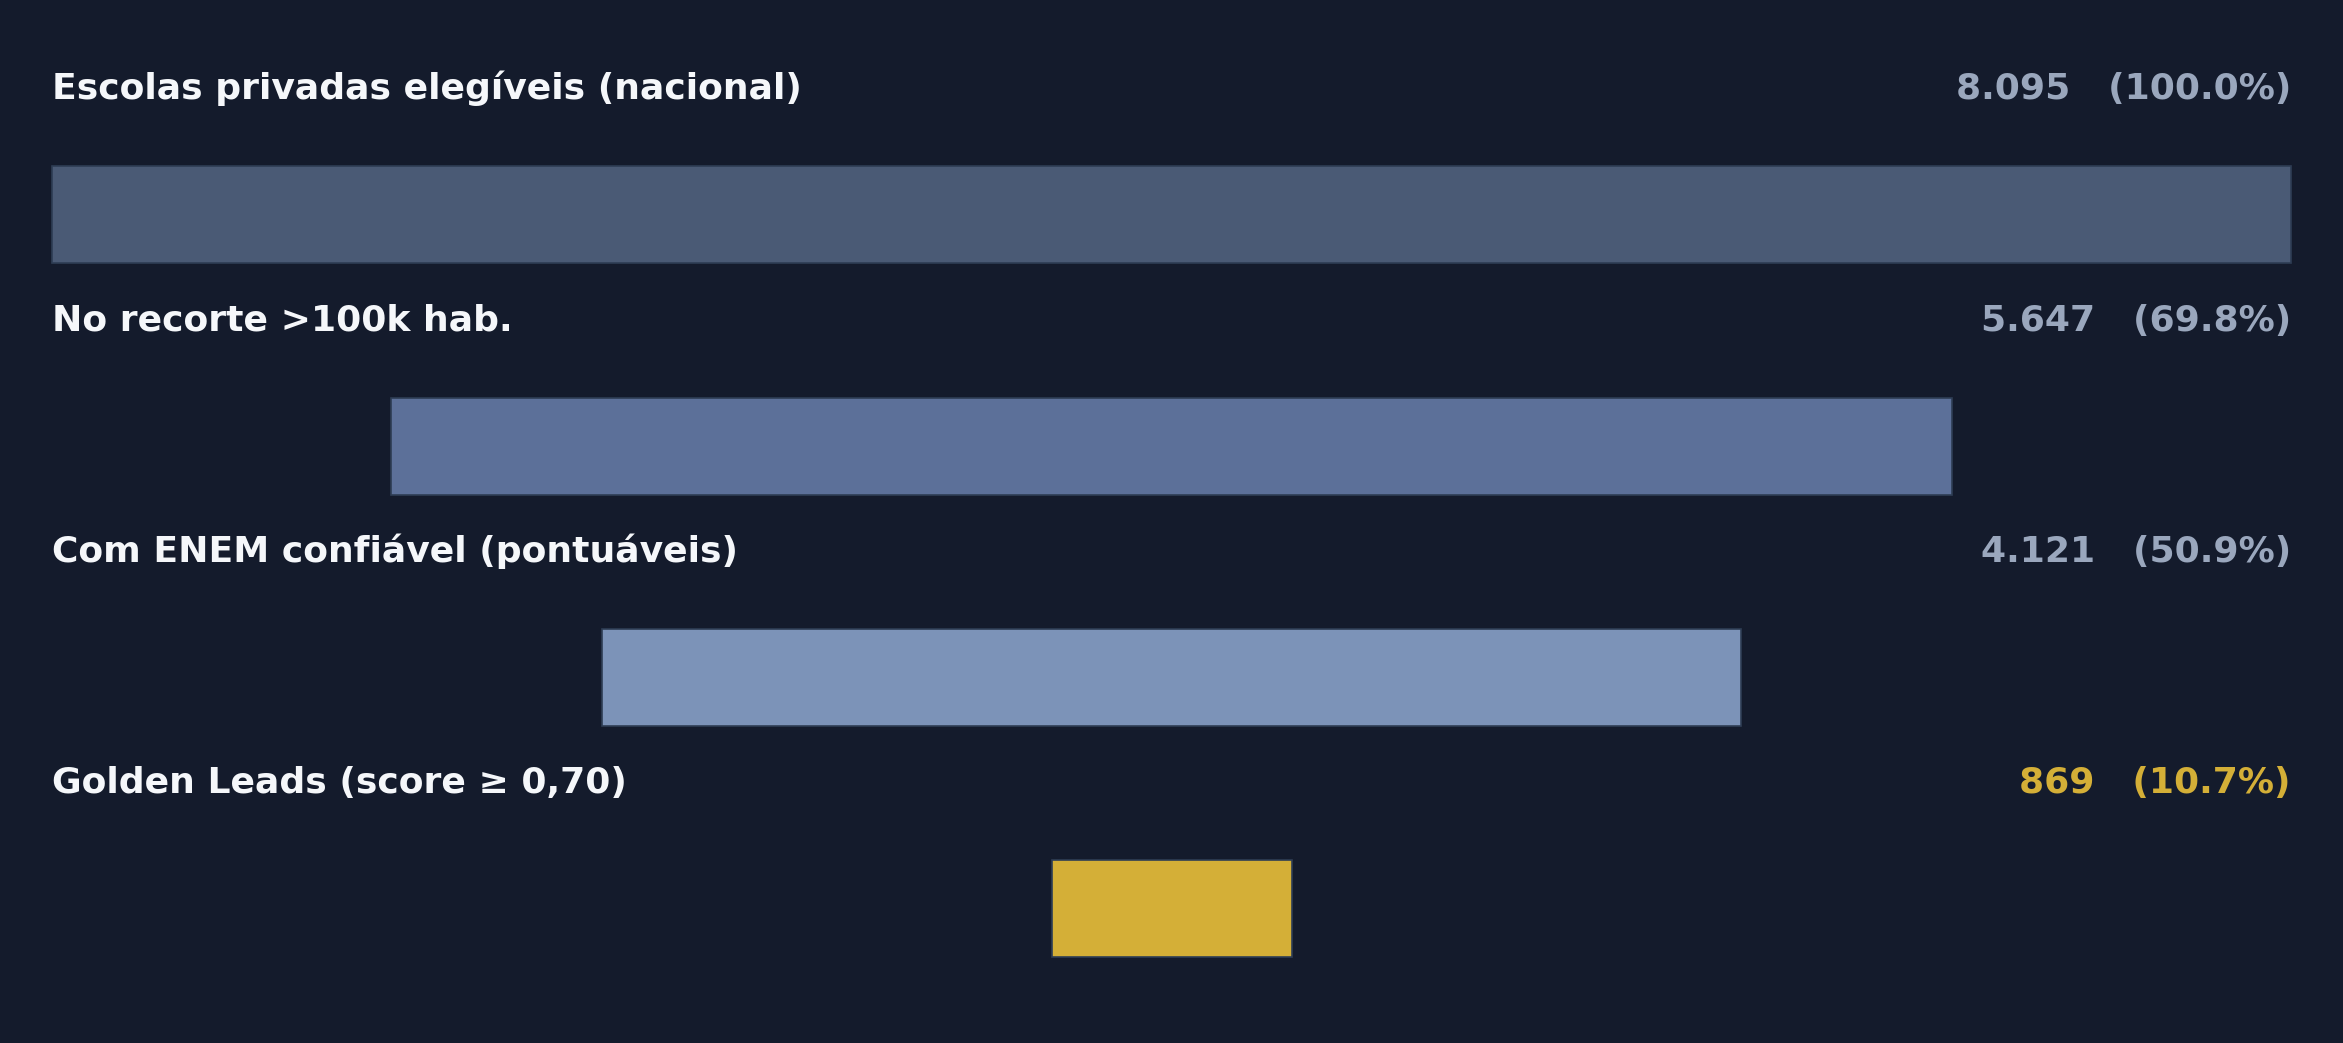 Escolas privadas elegíveis (nacional) 8.095 (100.0%)
No recorte >100k hab. 5.647 (69.8%)
Com ENEM confiável (pontuáveis) 4.121 (50.9%)
Golden Leads (score ≥ 0,70) 869 (10.7%)